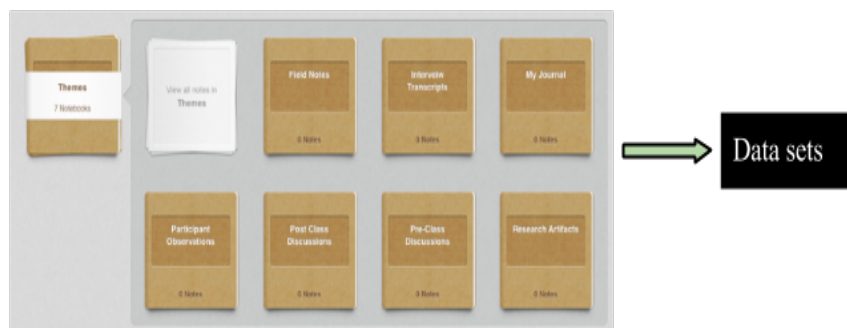 Themes
7 Notebooks
View all notes in
Themes
Field Notes
0 Notes
Interview
Transcripts
0 Notes
My Journal
0 Notes
Participant
Observations
0 Notes
Post Class
Discussions
0 Notes
Pre-Class
Discussions
0 Notes
Research Artifacts
0 Notes
Data sets